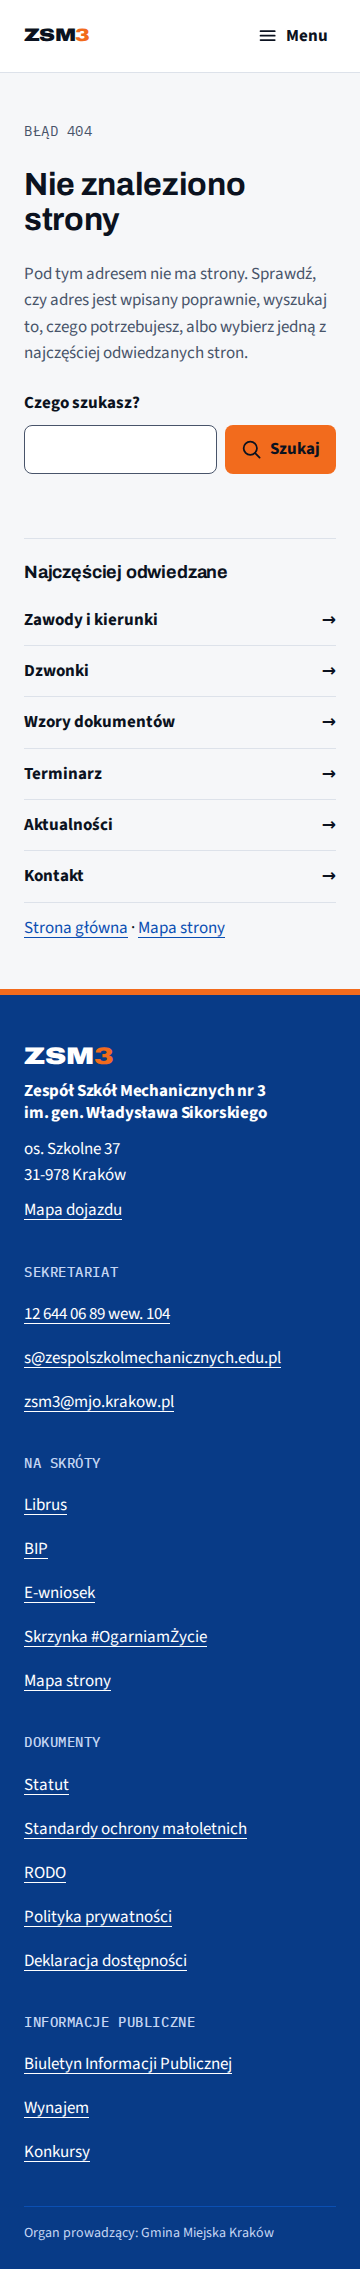 ZSM3
Menu
BŁĄD 404
Nie znaleziono
strony
Pod tym adresem nie ma strony. Sprawdź,
czy adres jest wpisany poprawnie, wyszukaj
to, czego potrzebujesz, albo wybierz jedną z
najczęściej odwiedzanych stron.
Czego szukasz?
Szukaj
Najczęściej odwiedzane
Zawody i kierunki →
Dzwonki →
Wzory dokumentów →
Terminarz →
Aktualności →
Kontakt →
Strona główna · Mapa strony
ZSM3
Zespół Szkół Mechanicznych nr 3
im. gen. Władysława Sikorskiego
os. Szkolne 37
31-978 Kraków
Mapa dojazdu
SEKRETARIAT
12 644 06 89 wew. 104
s@zespolszkolmechanicznych.edu.pl
zsm3@mjo.krakow.pl
NA SKRÓTY
Librus
BIP
E-wniosek
Skrzynka #OgarniamŻycie
Mapa strony
DOKUMENTY
Statut
Standardy ochrony małoletnich
RODO
Polityka prywatności
Deklaracja dostępności
INFORMACJE PUBLICZNE
Biuletyn Informacji Publicznej
Wynajem
Konkursy
Organ prowadzący: Gmina Miejska Kraków